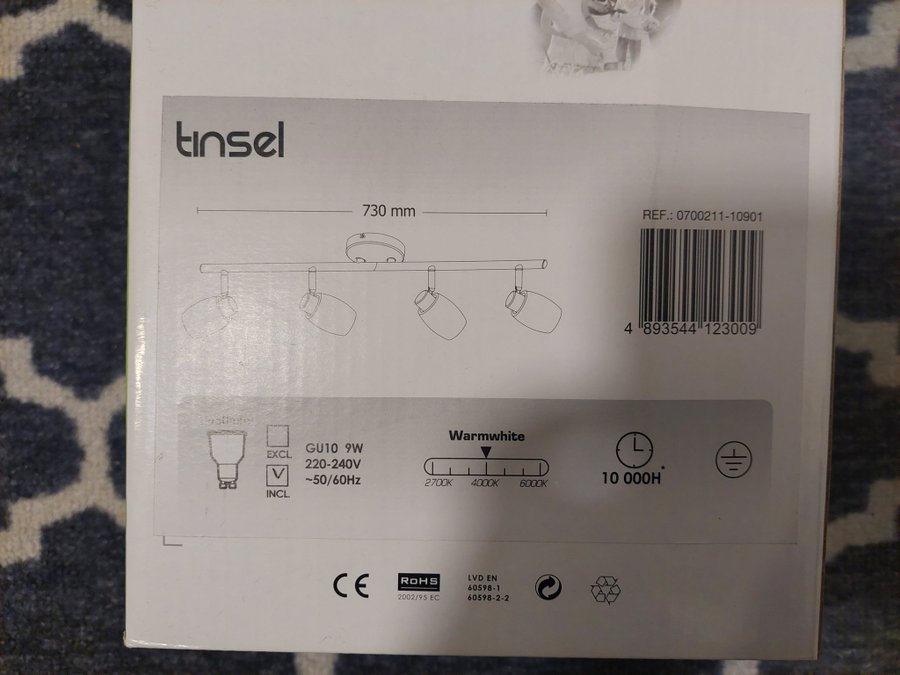 tinsel
730 mm
REF.: 0700211-10901
4 893544 123009
EXCL
INCL
GU10 9W
220-240V
~50/60Hz
Warmwhite
2700K 4000K 6000K
10 000H*
CE
RoHS
2002/95 EC
LVD EN
60598-1
60598-2-2